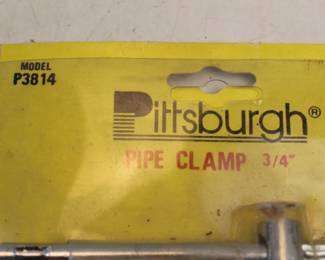 MODEL
P3814
Pittsburgh®
PIPE CLAMP 3/4"